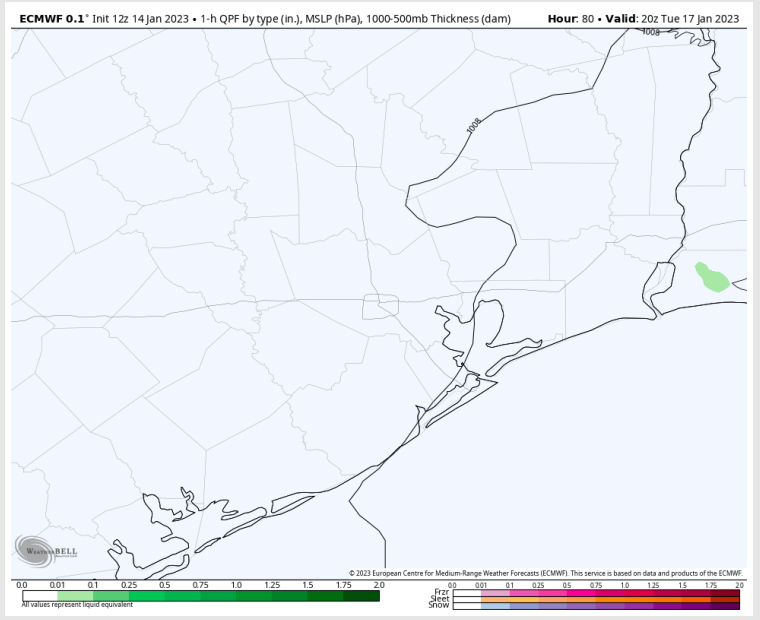 ECMWF 0.1° Init 12z 14 Jan 2023 • 1-h QPF by type (in.), MSLP (hPa), 1000-500mb Thickness (dam) Hour: 80 • Valid: 20z Tue 17 Jan 2023
1008
1008
WEATHERBELL
© 2023 European Centre for Medium-Range Weather Forecasts (ECMWF). This service is based on data and products of the ECMWF.
0.0 0.01 0.1 0.25 0.5 0.75 1.0 1.25 1.5 1.75 2.0
All values represent liquid equivalent
0.0 0.01 0.1 0.25 0.50 0.75 1.0 1.25 1.50 1.75 2.0
Frzr
Sleet
Snow